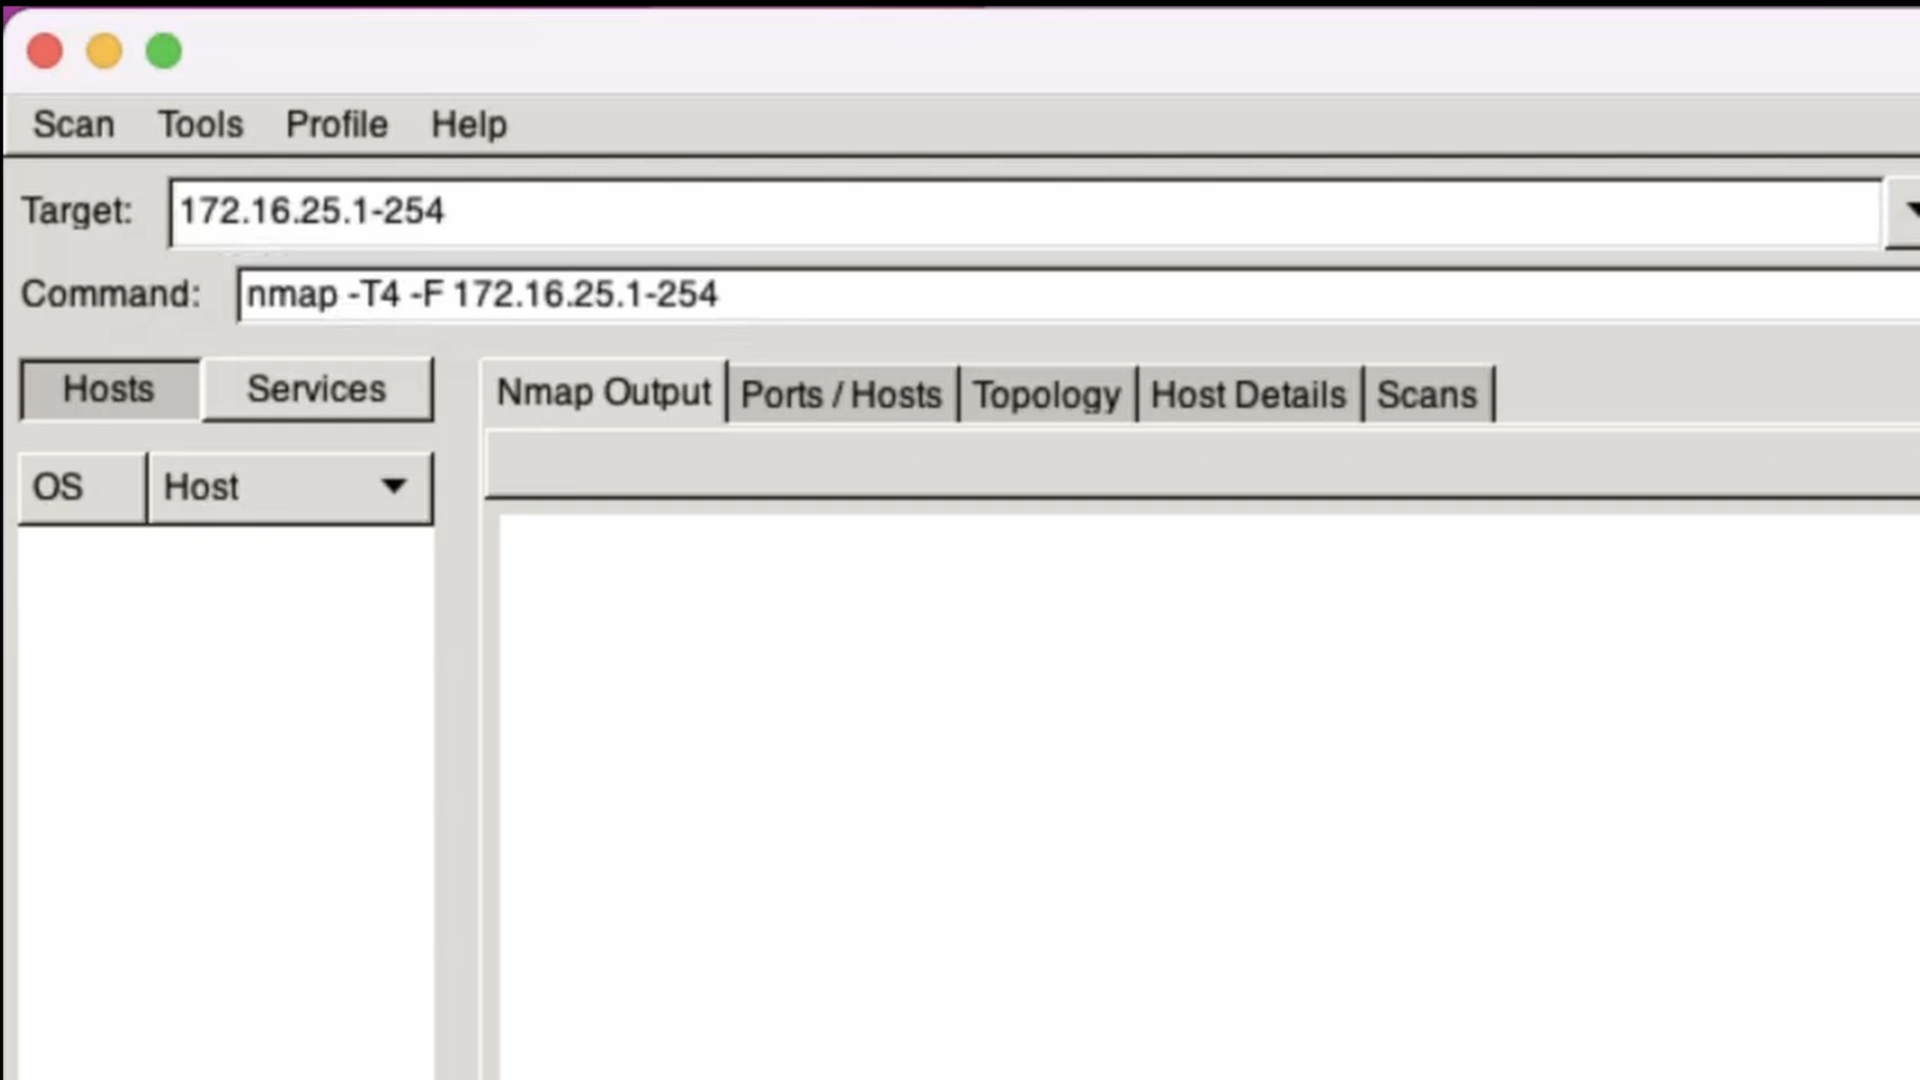 Scan Tools Profile Help
Target: 172.16.25.1-254
Command: nmap -T4 -F 172.16.25.1-254
Hosts Services Nmap Output Ports / Hosts Topology Host Details Scans
OS Host